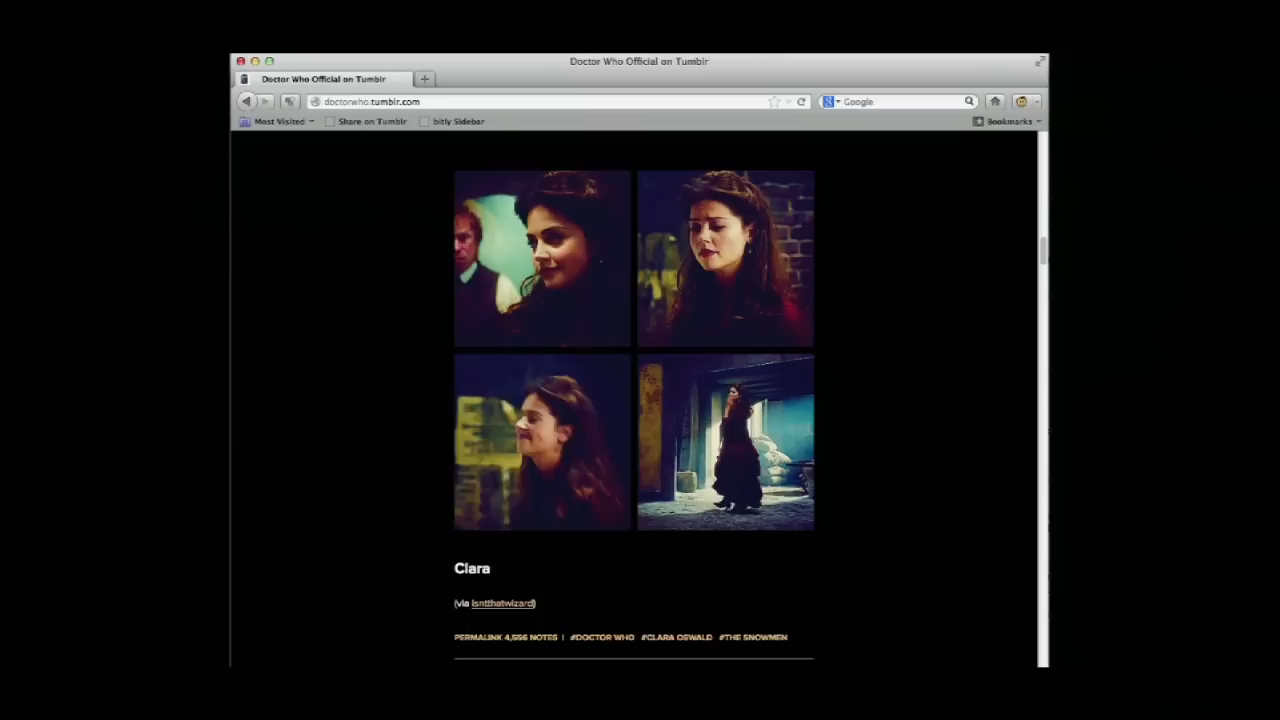 Doctor Who Official on Tumblr
Doctor Who Official on Tumblr
doctorwho.tumblr.com
Google
Most Visited
Share on Tumblr
bitly Sidebar
Bookmarks
Clara
(via isntthatwizard)
PERMALINK 4,556 NOTES | #DOCTOR WHO #CLARA OSWALD #THE SNOWMEN